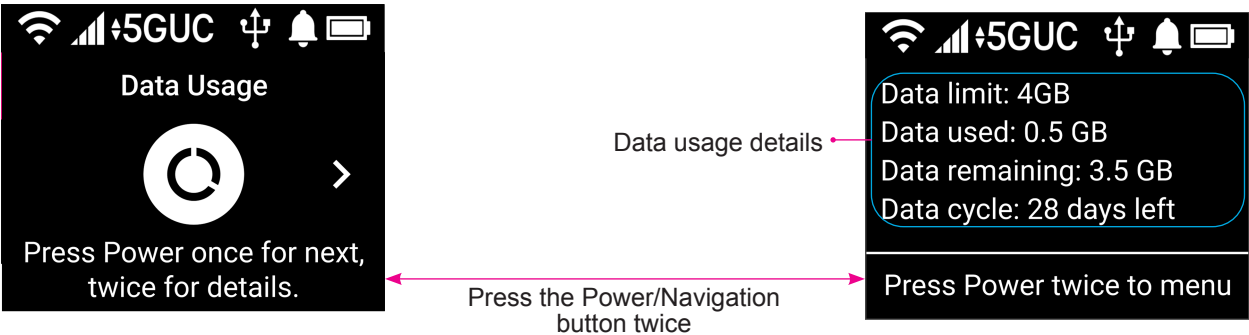 5GUC
Data Usage
Press Power once for next,
twice for details.
Data usage details
Press the Power/Navigation
button twice
5GUC
Data limit: 4GB
Data used: 0.5 GB
Data remaining: 3.5 GB
Data cycle: 28 days left
Press Power twice to menu